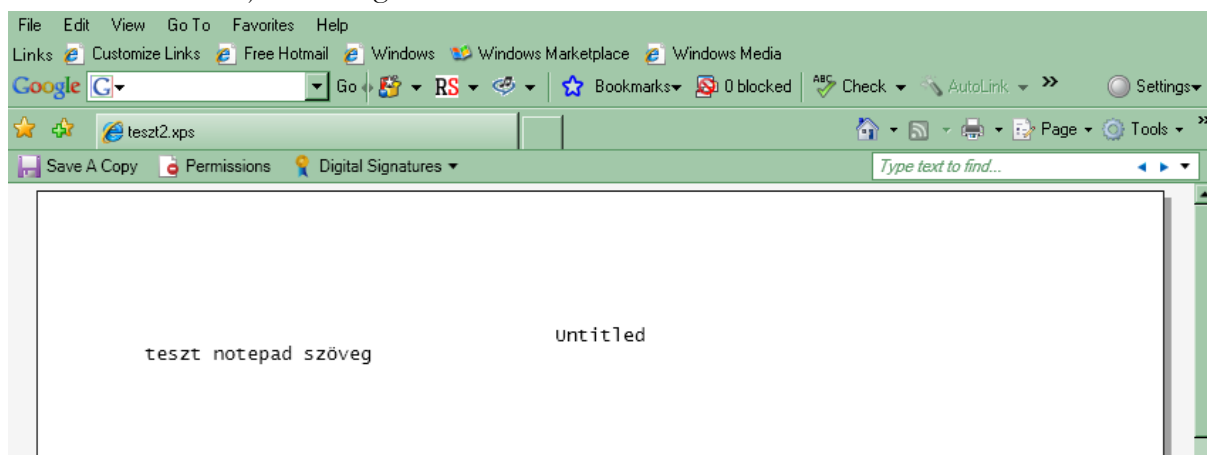 File Edit View Go To Favorites Help
Links Customize Links Free Hotmail Windows Windows Marketplace Windows Media
Google G Go RS Bookmarks 0 blocked ABC Check AutoLink » Settings
teszt2.xps Page Tools »
Save A Copy Permissions Digital Signatures Type text to find...
Untitled
teszt notepad szöveg